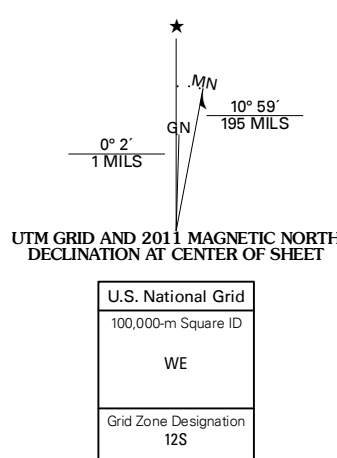 ★
MN
GN
10° 59´
195 MILS
0° 2´
1 MILS
UTM GRID AND 2011 MAGNETIC NORTH
DECLINATION AT CENTER OF SHEET
U.S. National Grid
100,000-m Square ID
WE
Grid Zone Designation
12S